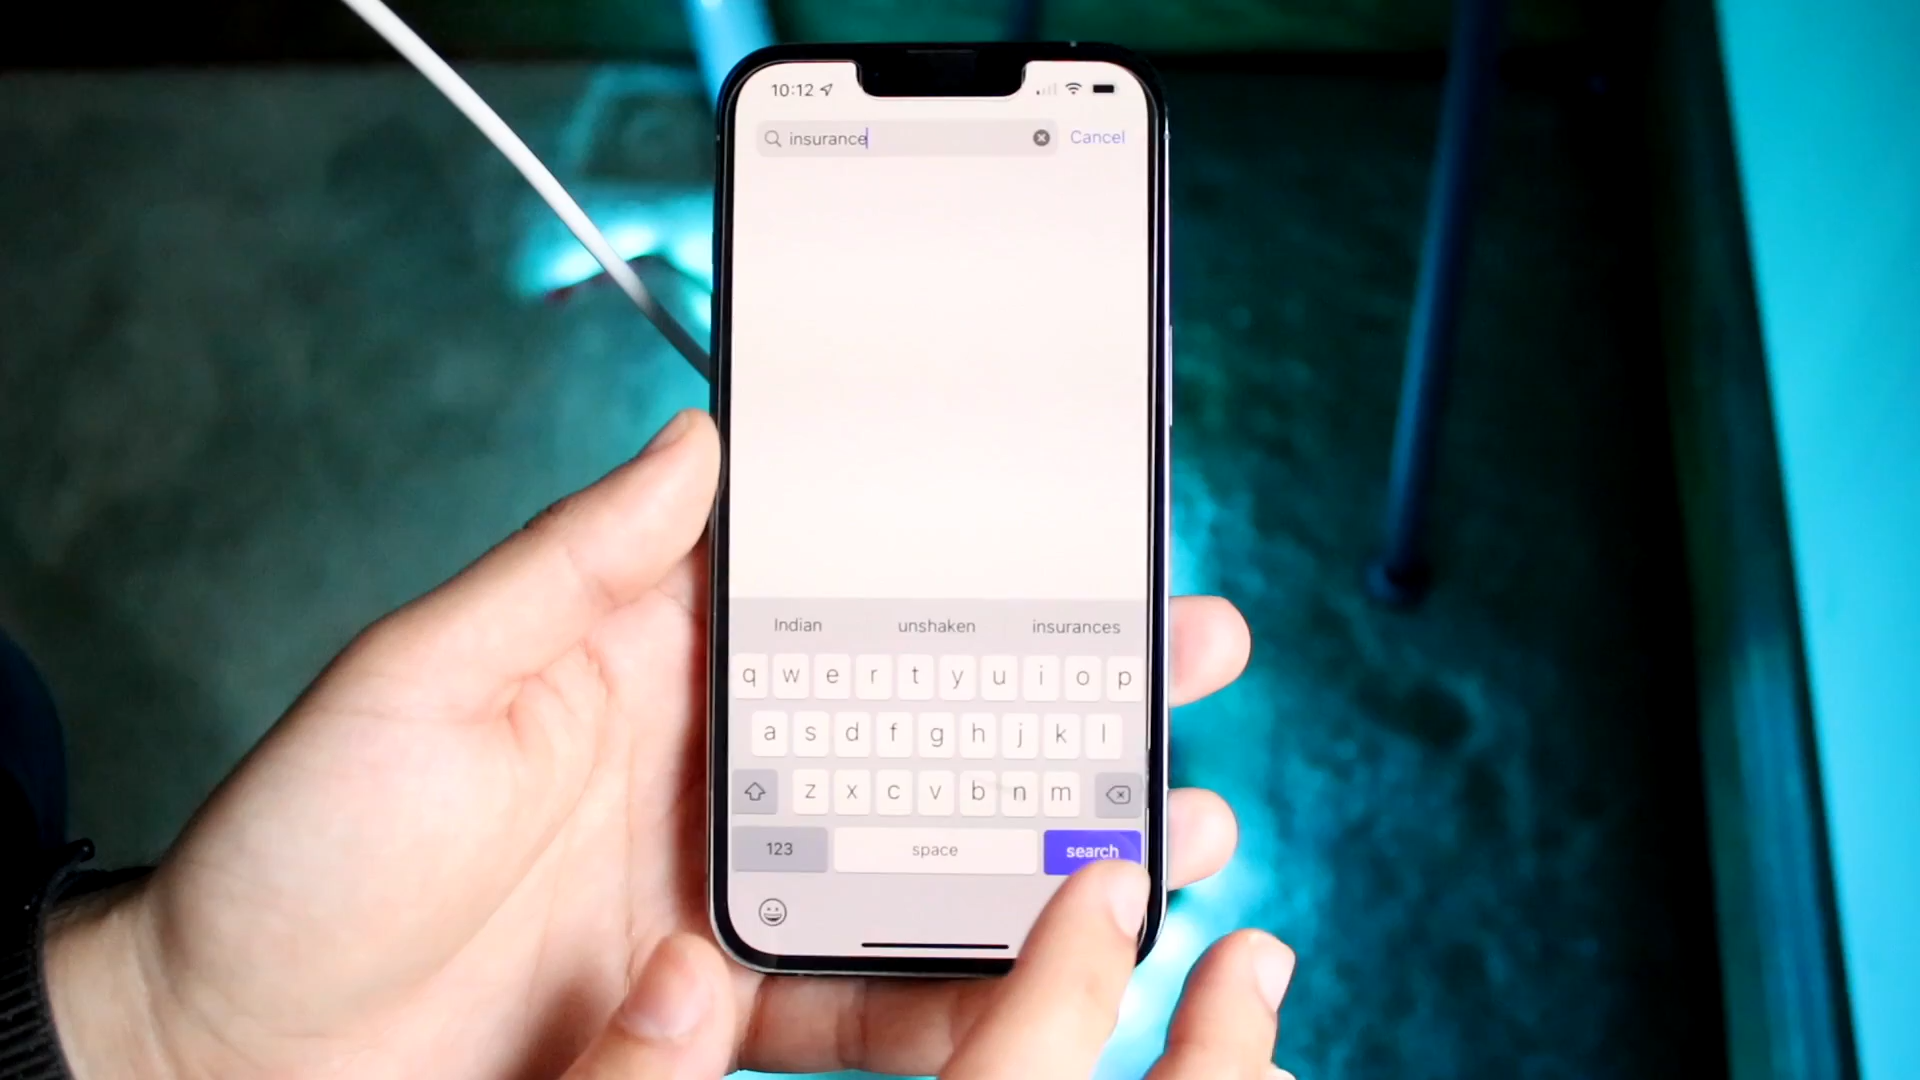 10:12
insurance Cancel
Indian unshaken insurances
q w e r t y u i o p
a s d f g h j k l
z x c v b n m
123 space search